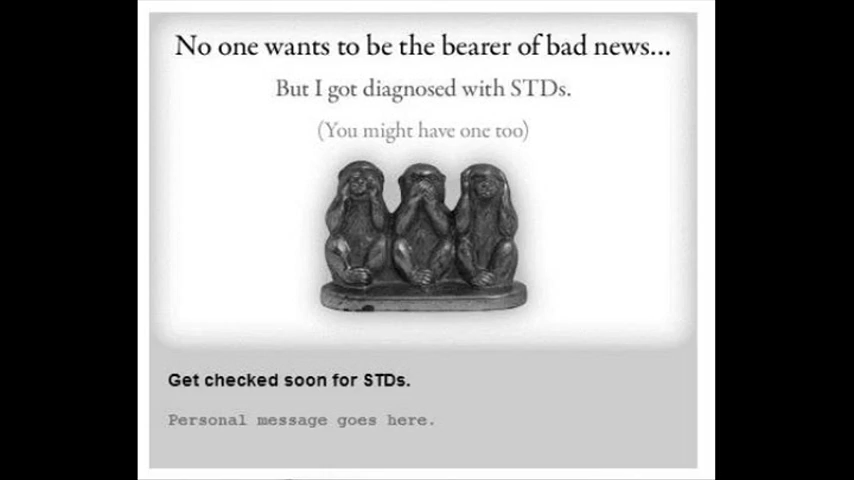 No one wants to be the bearer of bad news...
But I got diagnosed with STDs.
(You might have one too)
Get checked soon for STDs.
Personal message goes here.